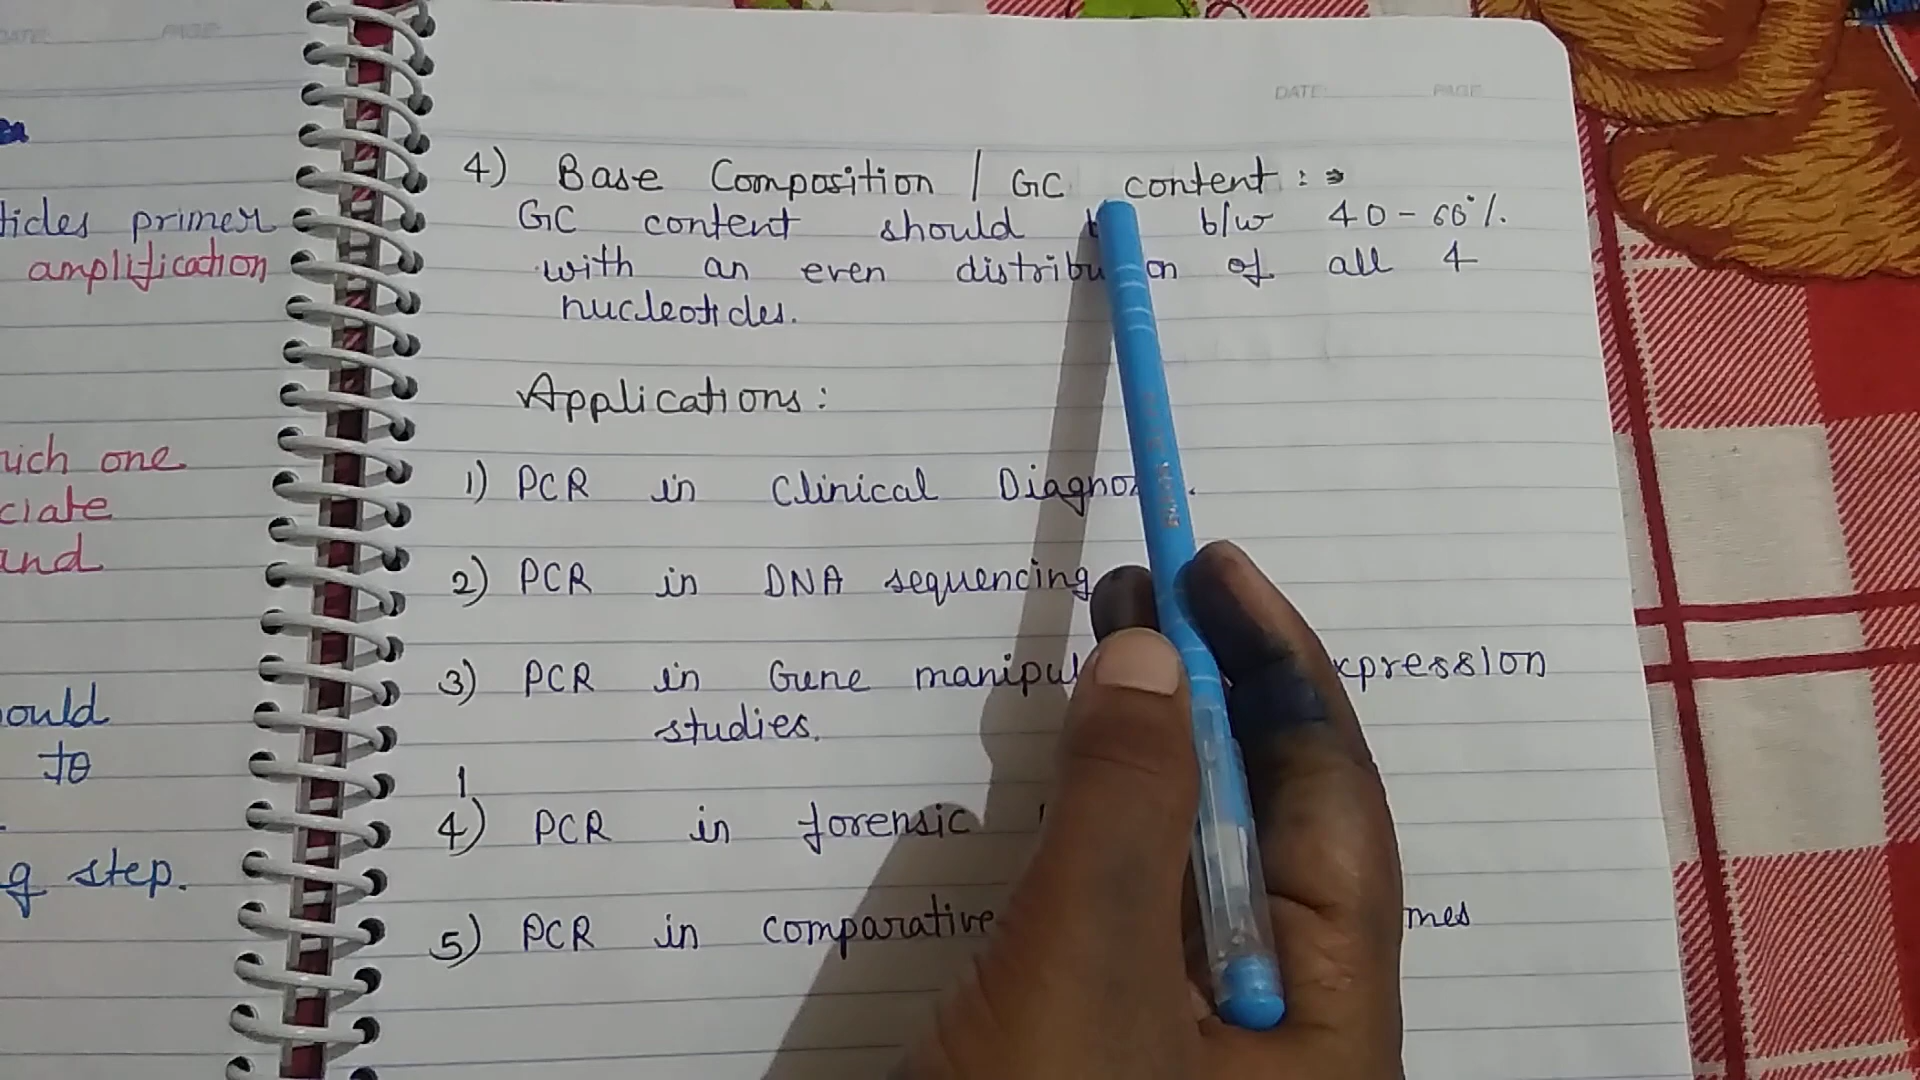 DATE PAGE
ticles primer
amplification
one
ciate
and
ould
to
g step.
DATE PAGE
4) Base Composition / GC content :→
GC content should b/w 40-60%.
with an even distribu on of all 4
nucleotides.
Applications:
1) PCR in Clinical Diagno
2) PCR in DNA sequencing
3) PCR in Gene manipul xpression
studies.
4) PCR in forensic
5) PCR in comparative mes